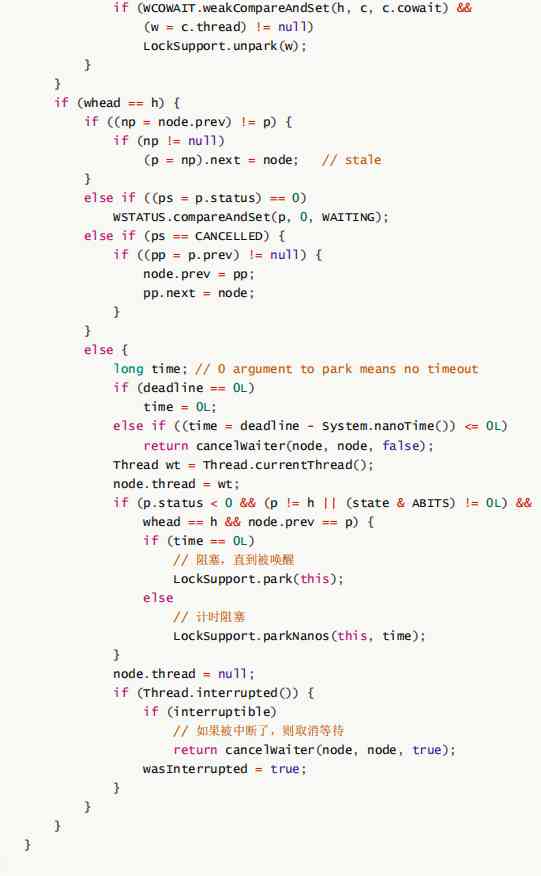 if (WCOWAIT.weakCompareAndSet(h, c, c.cowait) &&
(w = c.thread) != null)
LockSupport.unpark(w);
}
}
if (whead == h) {
if ((np = node.prev) != p) {
if (np != null)
(p = np).next = node;   // stale
}
else if ((ps = p.status) == 0)
WSTATUS.compareAndSet(p, 0, WAITING);
else if (ps == CANCELLED) {
if ((pp = p.prev) != null) {
node.prev = pp;
pp.next = node;
}
}
else {
long time; // 0 argument to park means no timeout
if (deadline == 0L)
time = 0L;
else if ((time = deadline - System.nanoTime()) <= 0L)
return cancelWaiter(node, node, false);
Thread wt = Thread.currentThread();
node.thread = wt;
if (p.status < 0 && (p != h || (state & ABITS) != 0L) &&
whead == h && node.prev == p) {
if (time == 0L)
// 阻塞，直到被唤醒
LockSupport.park(this);
else
// 计时阻塞
LockSupport.parkNanos(this, time);
}
node.thread = null;
if (Thread.interrupted()) {
if (interruptible)
// 如果被中断了，则取消等待
return cancelWaiter(node, node, true);
wasInterrupted = true;
}
}
}
}